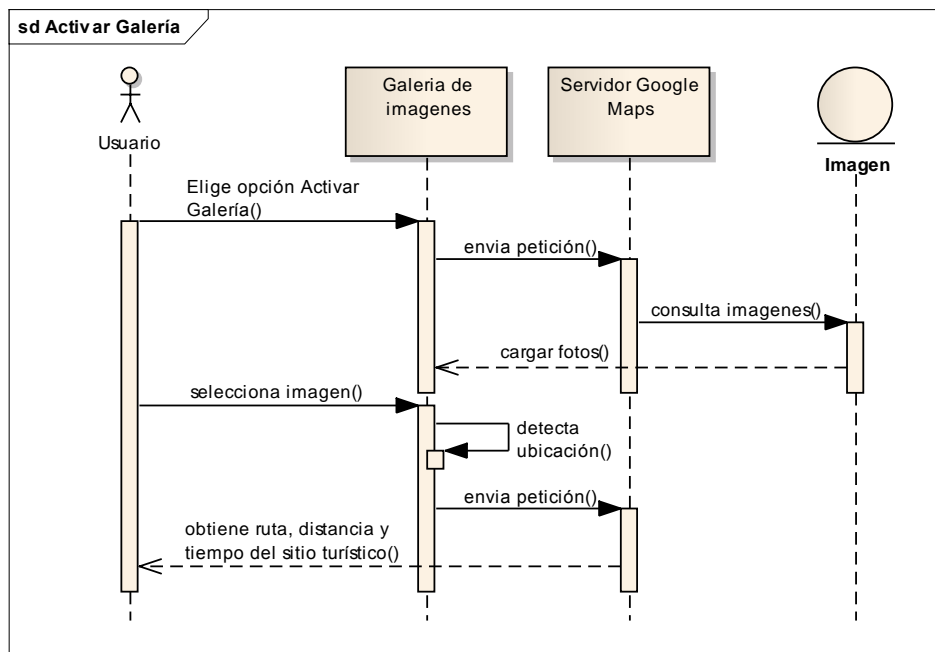 sd Activar Galería
Usuario
Galeria de
imagenes
Servidor Google
Maps
Imagen
Elige opción Activar
Galería()
envia petición()
consulta imagenes()
cargar fotos()
selecciona imagen()
detecta
ubicación()
envia petición()
obtiene ruta, distancia y
tiempo del sitio turístico()